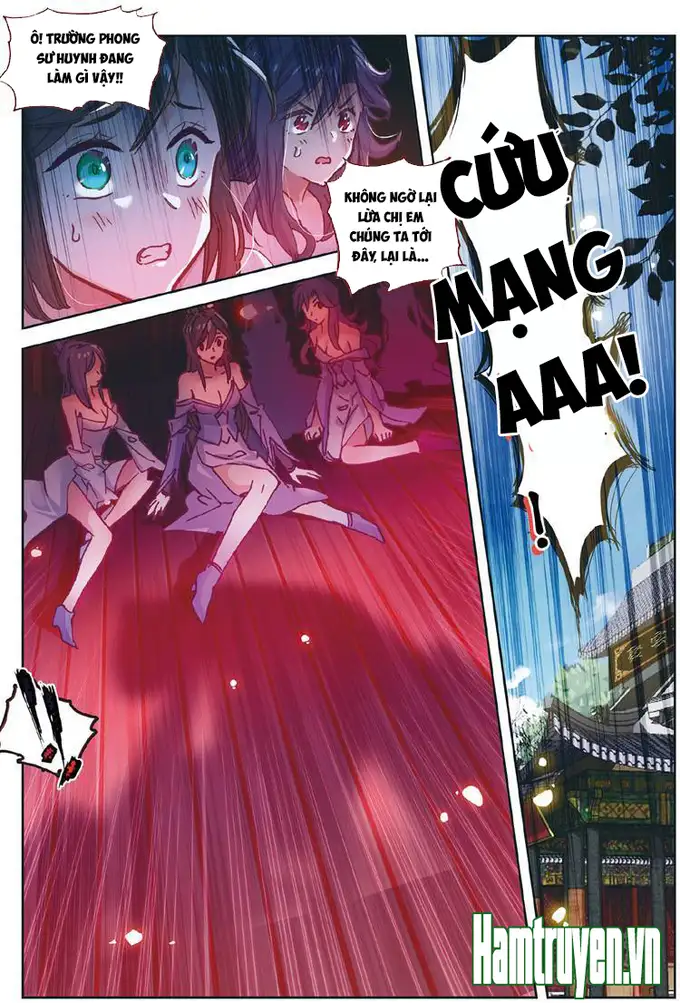 Ô! TRƯỜNG PHONG
SƯ HUYNH ĐANG
LÀM GÌ VẬY!!
KHÔNG NGỜ LẠI
LỪA CHỊ EM
CHÚNG TA TỚI
ĐÂY, LẠI LÀ...
CỨU
MẠNG
AAA!
!
!!
Hamtruyen.vn